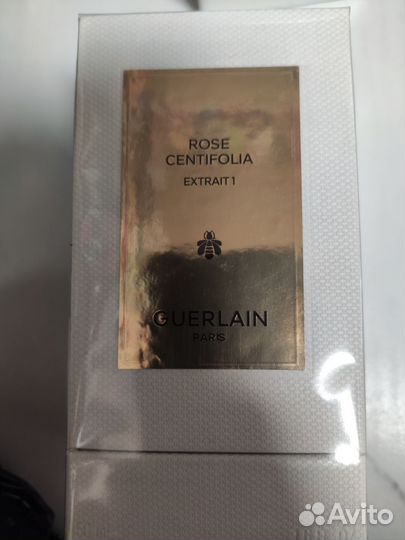 ROSE
CENTIFOLIA
EXTRAIT 1
GUERLAIN
PARIS
Avito